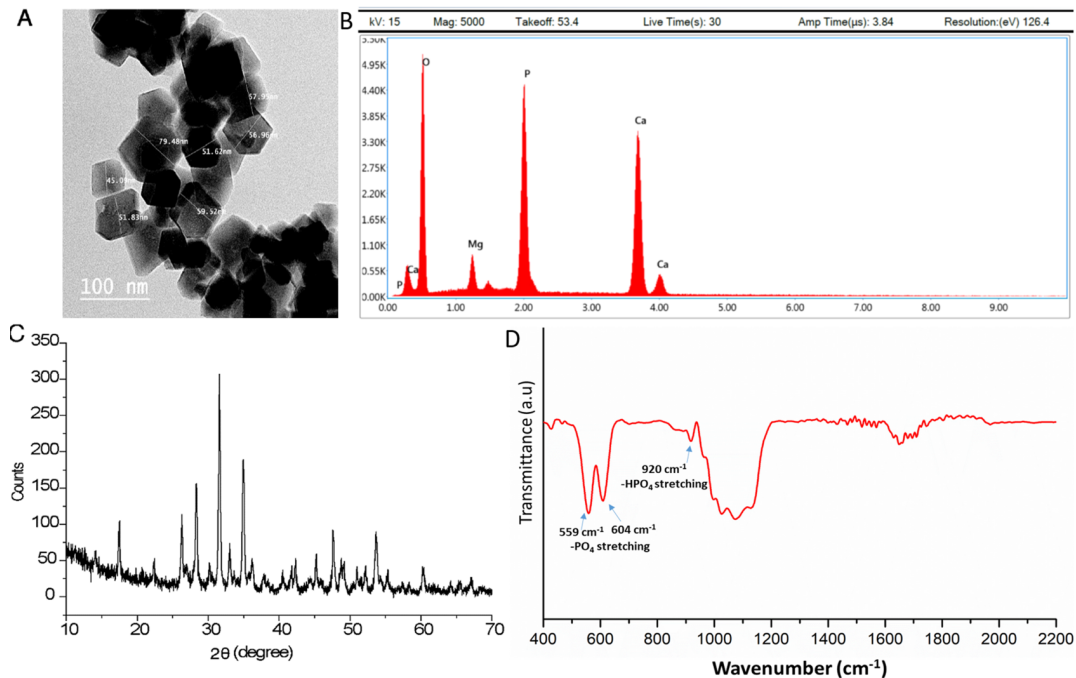 A
57.95nm
56.96nm
79.48nm
51.62nm
45.09nm
51.83nm
59.52nm
100 nm
B
kV: 15 Mag: 5000 Takeoff: 53.4 Live Time(s): 30 Amp Time(µs): 3.84 Resolution:(eV) 126.4
5.50K
4.95K
4.40K
3.85K
3.30K
2.75K
2.20K
1.65K
1.10K
0.55K
0.00K
O
P
Ca
Mg
Ca
Ca
P
0.00 1.00 2.00 3.00 4.00 5.00 6.00 7.00 8.00 9.00
C
350
300
250
200
150
100
50
0
Counts
10 20 30 40 50 60 70
2θ (degree)
D
Transmittance (a.u)
920 cm-1
-HPO4 stretching
559 cm-1 604 cm-1
-PO4 stretching
400 600 800 1000 1200 1400 1600 1800 2000 2200
Wavenumber (cm-1)